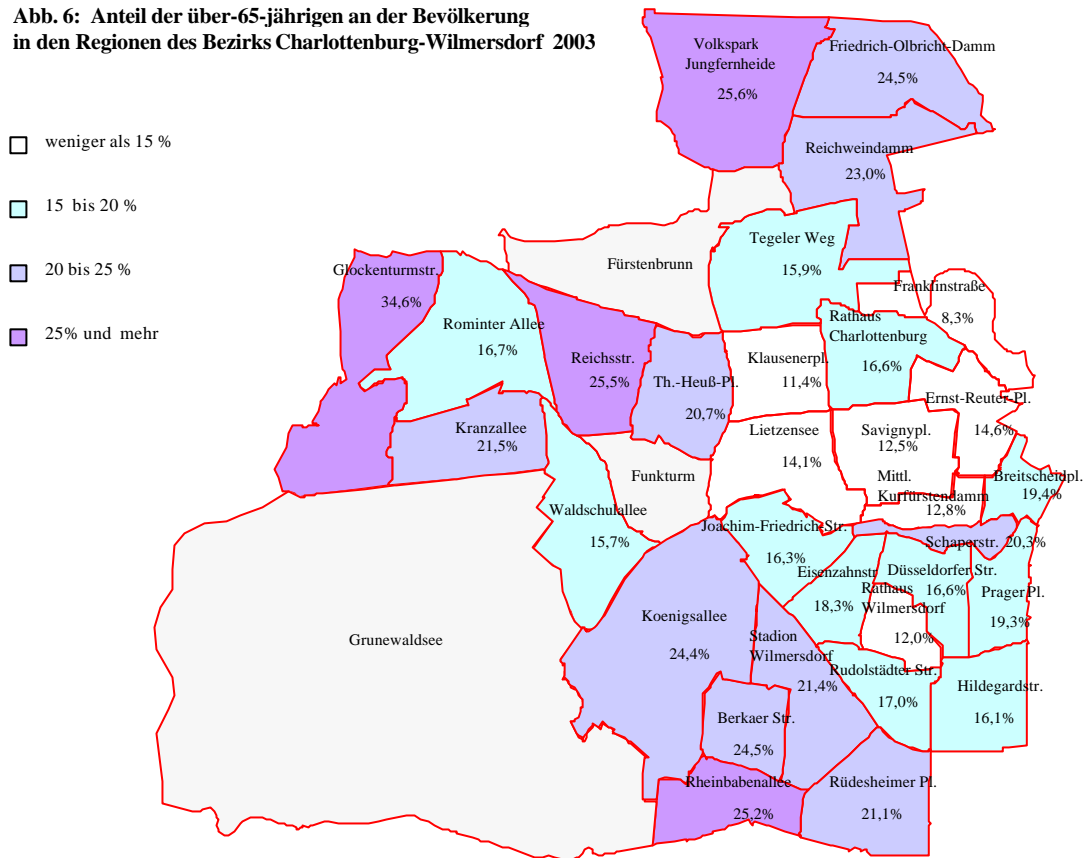 Abb. 6: Anteil der über-65-jährigen an der Bevölkerung
in den Regionen des Bezirks Charlottenburg-Wilmersdorf 2003
weniger als 15 %
15 bis 20 %
20 bis 25 %
25% und mehr
Volkspark
Jungfernheide
25,6%
Friedrich-Olbricht-Damm
24,5%
Reichweindamm
23,0%
Tegeler Weg
15,9%
Fürstenbrunn
Glockenturmstr.
34,6%
Rominter Allee
16,7%
Reichsstr.
25,5%
Th.-Heuß-Pl.
20,7%
Klausenerpl.
11,4%
Rathaus
Charlottenburg
16,6%
Franklinstraße
8,3%
Ernst-Reuter-Pl.
14,6%
Kranzallee
21,5%
Lietzensee
14,1%
Savignypl.
12,5%
Mittl.
Kurfürstendamm
12,8%
Breitscheidpl.
19,4%
Funkturm
Waldschulallee
15,7%
Joachim-Friedrich-Str.
16,3%
Schaperstr.
20,3%
Eisenzahnstr
18,3%
Düsseldorfer Str.
16,6%
Rathaus
Wilmersdorf
12,0%
Prager Pl.
19,3%
Grunewaldsee
Koenigsallee
24,4%
Stadion
Wilmersdorf
21,4%
Rudolstädter Str.
17,0%
Hildegardstr.
16,1%
Berkaer Str.
24,5%
Rheinbabenallee
25,2%
Rüdesheimer Pl.
21,1%